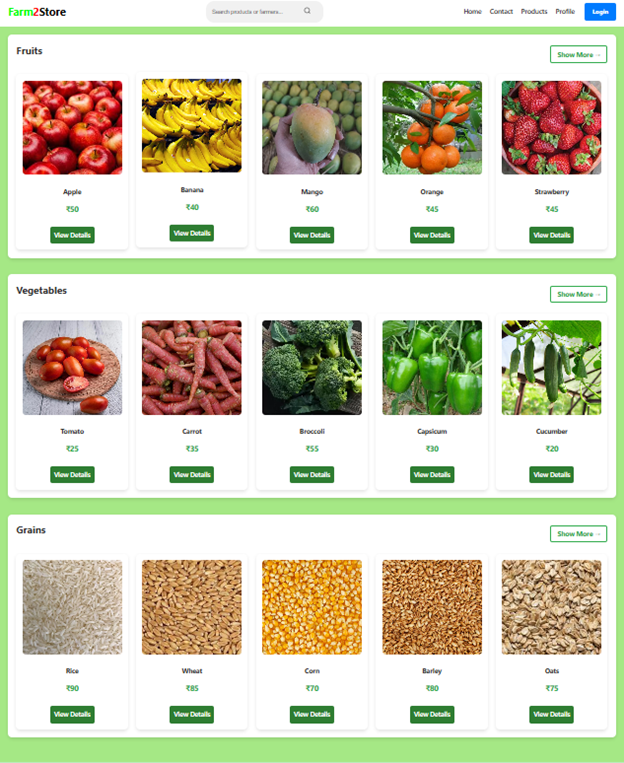 Farm2Store
Search products or farmers...
Home Contact Products Profile Login
Fruits
Show More →
Apple Banana Mango Orange Strawberry
₹50 ₹40 ₹60 ₹45 ₹45
View Details View Details View Details View Details View Details
Vegetables
Show More →
Tomato Carrot Broccoli Capsicum Cucumber
₹25 ₹35 ₹55 ₹30 ₹20
View Details View Details View Details View Details View Details
Grains
Show More →
Rice Wheat Corn Barley Oats
₹90 ₹85 ₹70 ₹80 ₹75
View Details View Details View Details View Details View Details